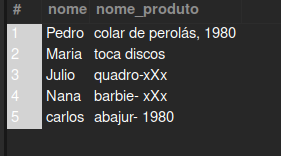 # nome nome_produto
1 Pedro colar de perolás, 1980
2 Maria toca discos
3 Julio quadro-xXx
4 Nana barbie- xXx
5 carlos abajur- 1980